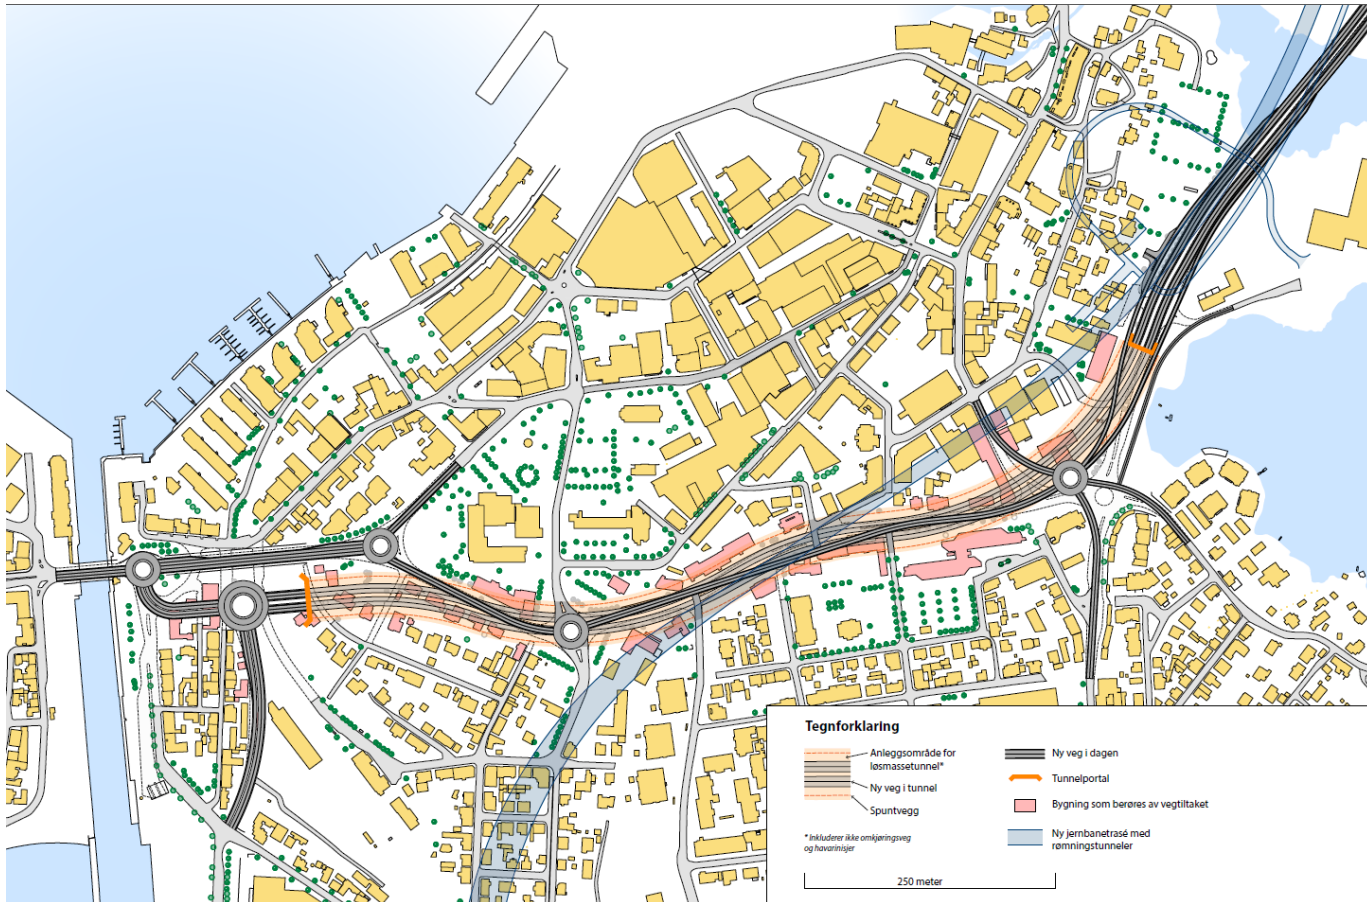 Tegnforklaring
Anleggsområde for
løsmassetunnel*
Ny veg i tunnel
Spuntvegg
* Inkluderer ikke omkjøringsveg
og havarinisjer
250 meter
Ny veg i dagen
Tunnelportal
Bygning som berøres av vegtiltaket
Ny jernbanetrasé med
rømningstunneler